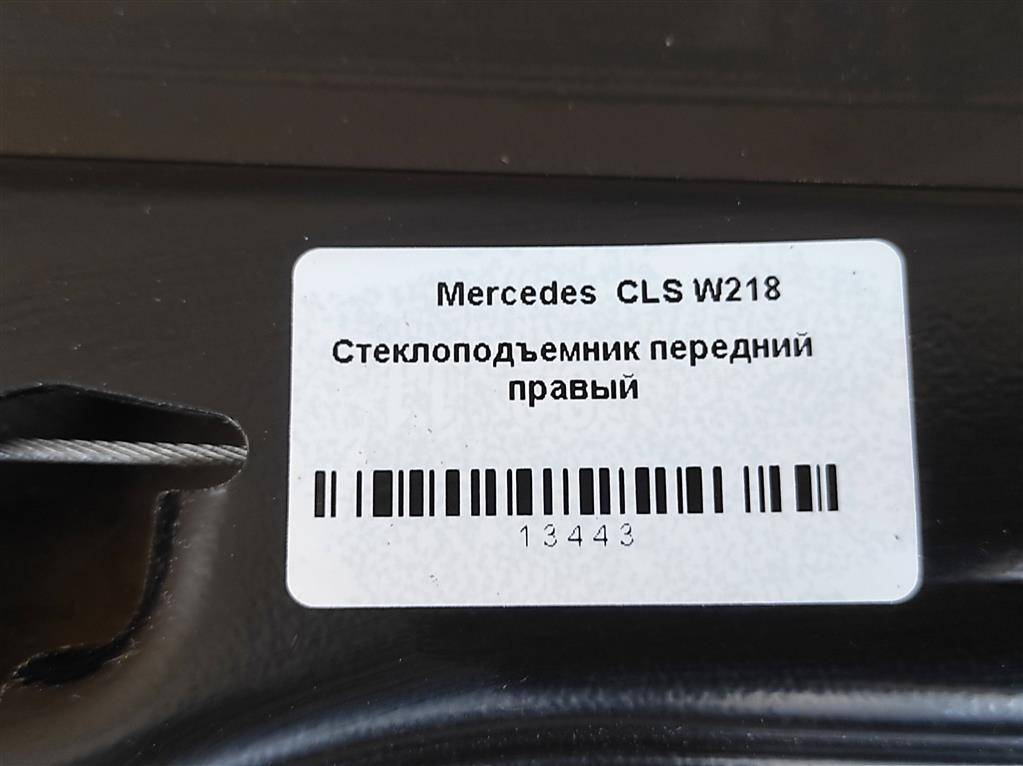 Mercedes CLS W218
Стеклоподъемник передний
правый
13443